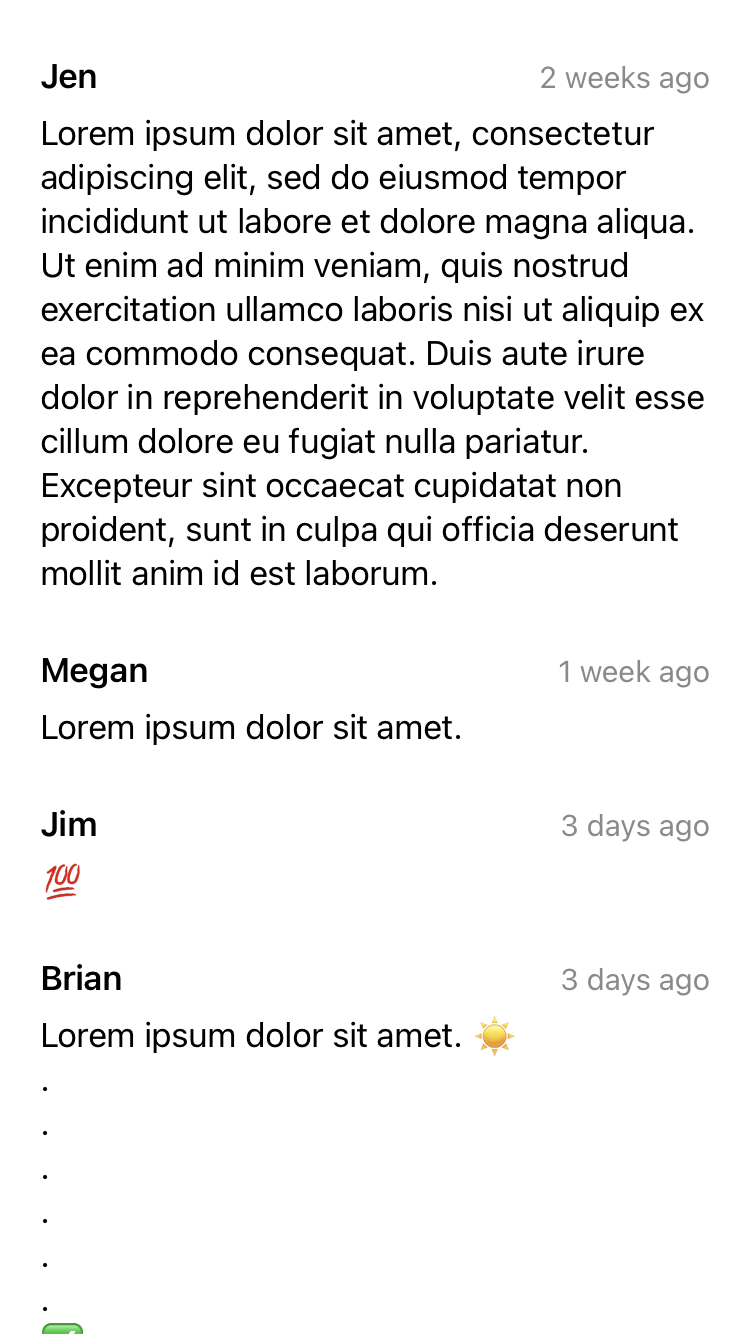 Jen 2 weeks ago
Lorem ipsum dolor sit amet, consectetur
adipiscing elit, sed do eiusmod tempor
incididunt ut labore et dolore magna aliqua.
Ut enim ad minim veniam, quis nostrud
exercitation ullamco laboris nisi ut aliquip ex
ea commodo consequat. Duis aute irure
dolor in reprehenderit in voluptate velit esse
cillum dolore eu fugiat nulla pariatur.
Excepteur sint occaecat cupidatat non
proident, sunt in culpa qui officia deserunt
mollit anim id est laborum.
Megan 1 week ago
Lorem ipsum dolor sit amet.
Jim 3 days ago
💯
Brian 3 days ago
Lorem ipsum dolor sit amet. ☀️
.
.
.
.
.
.